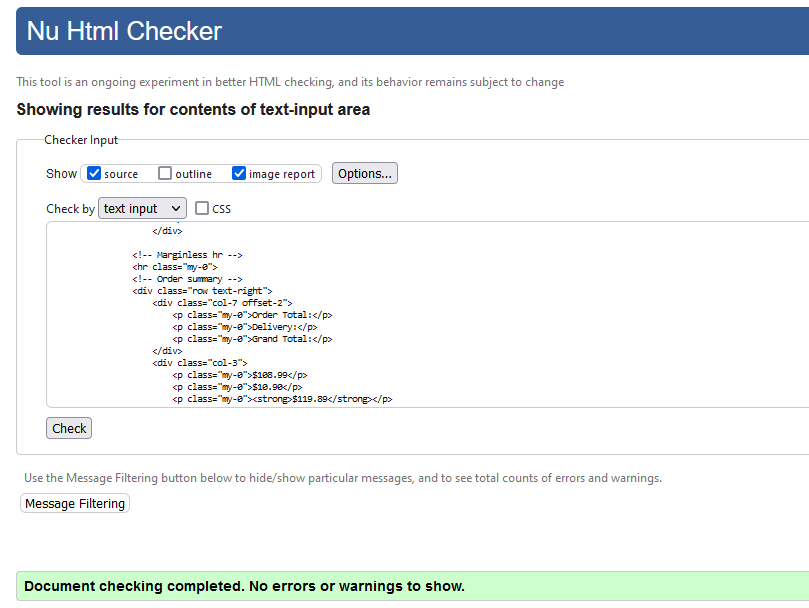 Nu Html Checker
This tool is an ongoing experiment in better HTML checking, and its behavior remains subject to change
Showing results for contents of text-input area
Checker Input
Show source outline image report Options...
Check by text input CSS
</div>
<!-- Marginless hr -->
<hr class="my-0">
<!-- Order summary -->
<div class="row text-right">
<div class="col-7 offset-2">
<p class="my-0">Order Total:</p>
<p class="my-0">Delivery:</p>
<p class="my-0">Grand Total:</p>
</div>
<div class="col-3">
<p class="my-0">$108.99</p>
<p class="my-0">$10.90</p>
<p class="my-0"><strong>$119.89</strong></p>
Check
Use the Message Filtering button below to hide/show particular messages, and to see total counts of errors and warnings.
Message Filtering
Document checking completed. No errors or warnings to show.